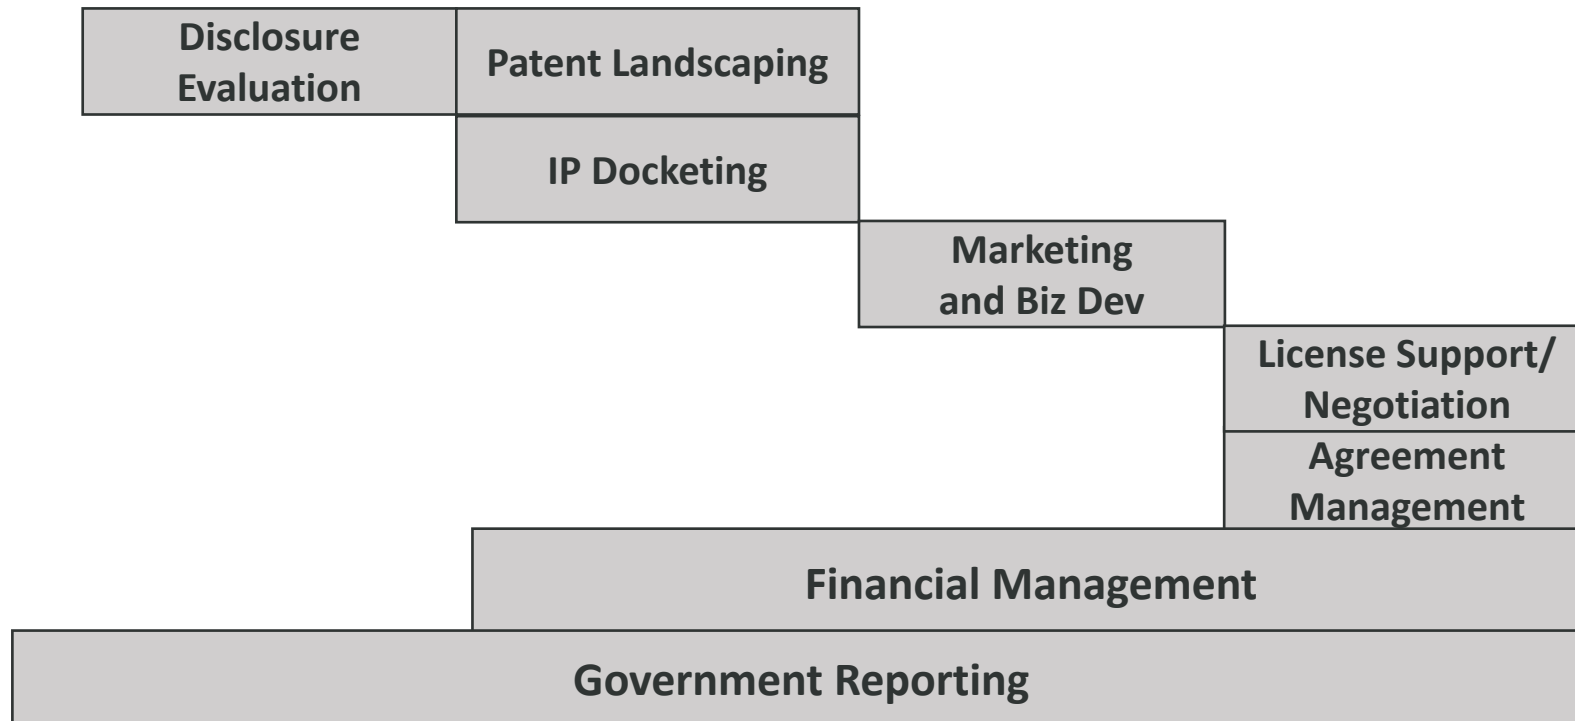 Disclosure
Evaluation
Patent Landscaping
IP Docketing
Marketing
and Biz Dev
License Support/
Negotiation
Agreement
Management
Financial Management
Government Reporting